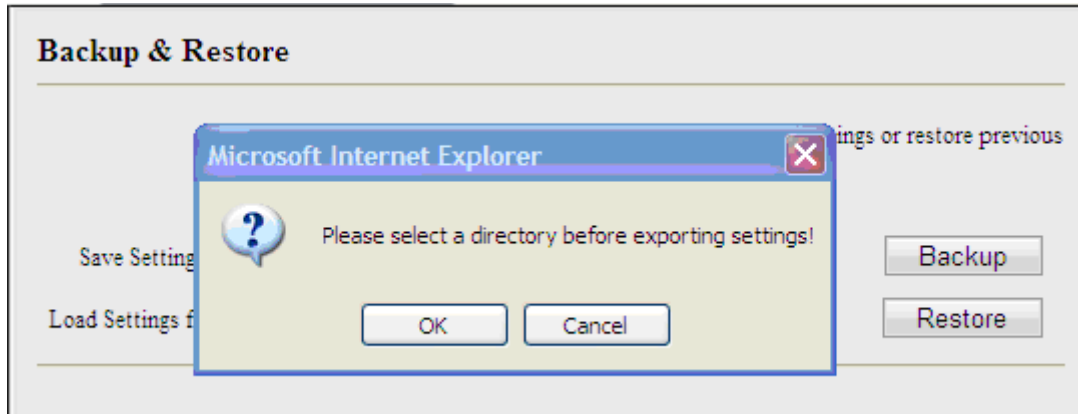 Backup & Restore
ings or restore previous
Microsoft Internet Explorer
Please select a directory before exporting settings!
Save Setting
Backup
Load Settings f
Restore
OK Cancel